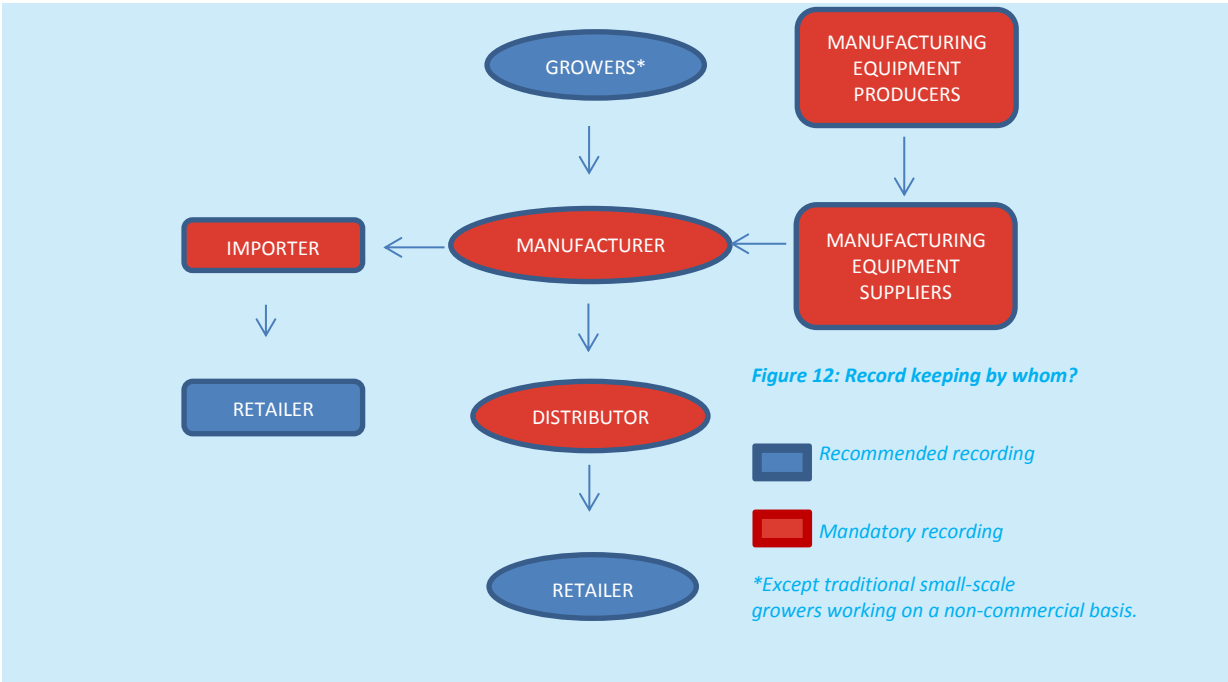 GROWERS*
MANUFACTURING
EQUIPMENT
PRODUCERS
IMPORTER
MANUFACTURER
MANUFACTURING
EQUIPMENT
SUPPLIERS
Figure 12: Record keeping by whom?
RETAILER
DISTRIBUTOR
Recommended recording
Mandatory recording
RETAILER
*Except traditional small-scale
growers working on a non-commercial basis.